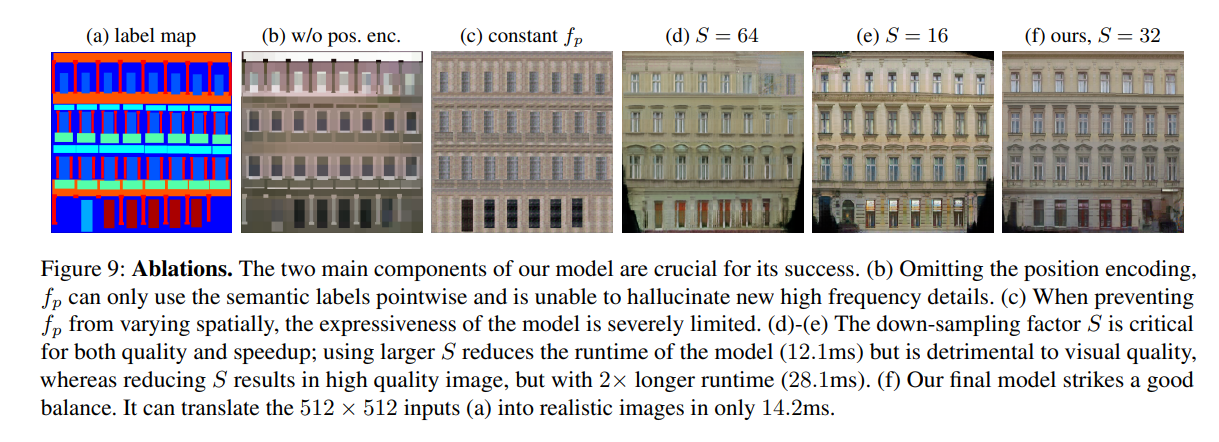 (a) label map (b) w/o pos. enc. (c) constant fp (d) S = 64 (e) S = 16 (f) ours, S = 32
Figure 9: Ablations. The two main components of our model are crucial for its success. (b) Omitting the position encoding,
fp can only use the semantic labels pointwise and is unable to hallucinate new high frequency details. (c) When preventing
fp from varying spatially, the expressiveness of the model is severely limited. (d)-(e) The down-sampling factor S is critical
for both quality and speedup; using larger S reduces the runtime of the model (12.1ms) but is detrimental to visual quality,
whereas reducing S results in high quality image, but with 2× longer runtime (28.1ms). (f) Our final model strikes a good
balance. It can translate the 512 × 512 inputs (a) into realistic images in only 14.2ms.